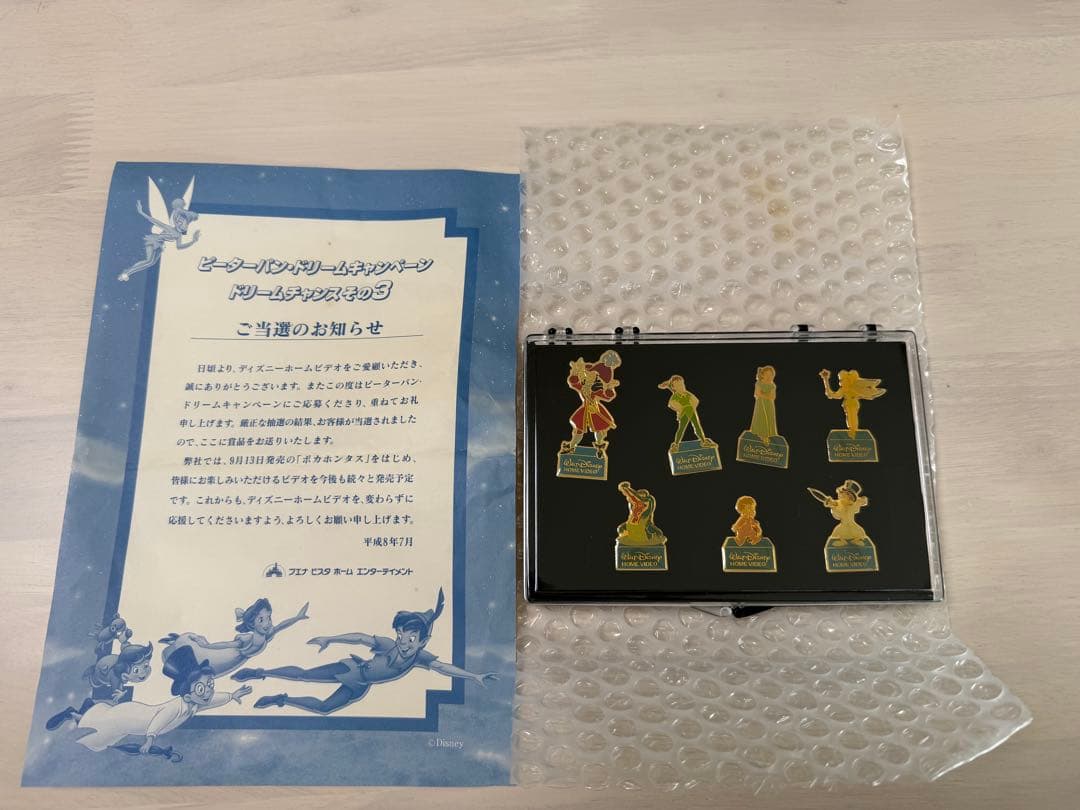 ピーターパン・ドリームキャンペーン
ドリームチャンスその3
ご当選のお知らせ
日頃より、ディズニーホームビデオをご愛顧いただき、
誠にありがとうございます。またこの度はピーターパン・
ドリームキャンペーンにご応募くださり、重ねてお礼
申し上げます。厳正な抽選の結果、お客様が当選されました
ので、ここに賞品をお送りいたします。
弊社では、9月13日発売の「ポカホンタス」をはじめ、
皆様にお楽しみいただけるビデオを今後も続々と発売予定
です。これからも、ディズニーホームビデオを、変わらずに
応援してくださいますよう、よろしくお願い申し上げます。
平成8年7月
ブエナ ビスタ ホーム エンターテイメント
©Disney
Walt Disney
HOME VIDEO
Walt Disney
HOME VIDEO
Walt Disney
HOME VIDEO
Walt Disney
HOME VIDEO
Walt Disney
HOME VIDEO
Walt Disney
HOME VIDEO
Walt Disney
HOME VIDEO